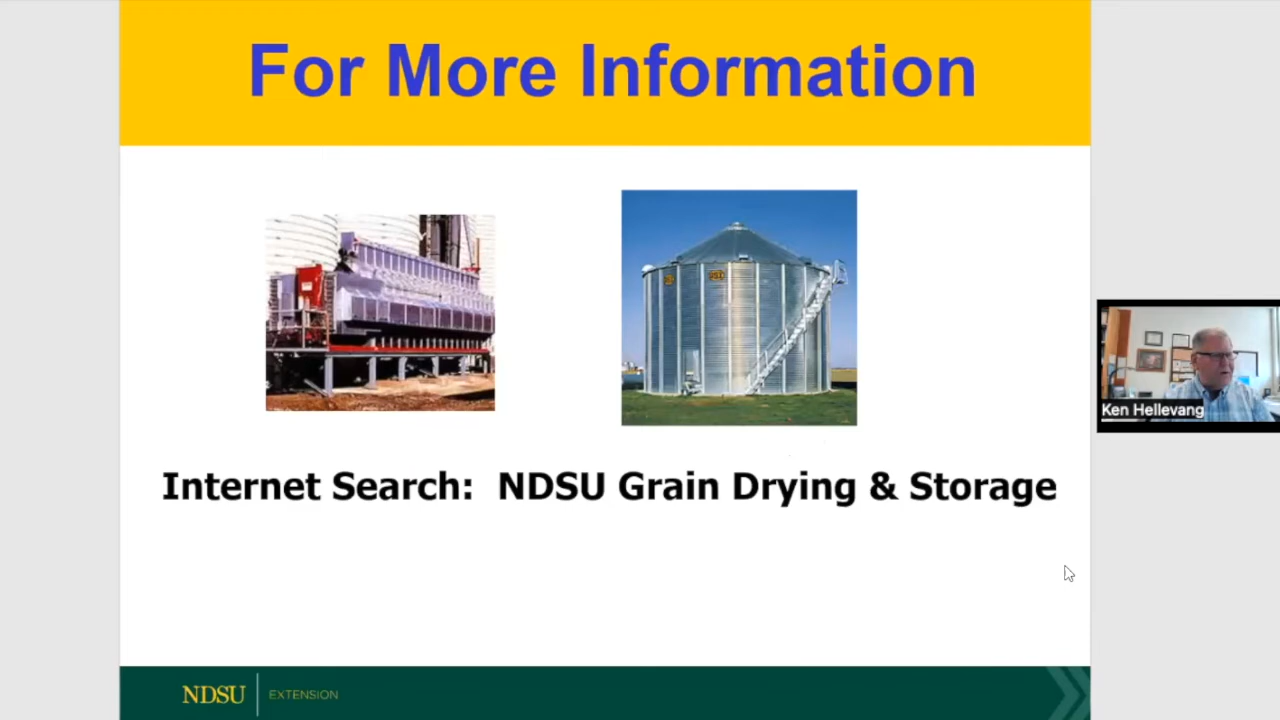 For More Information
Internet Search: NDSU Grain Drying & Storage
Ken Hellevang
NDSU EXTENSION